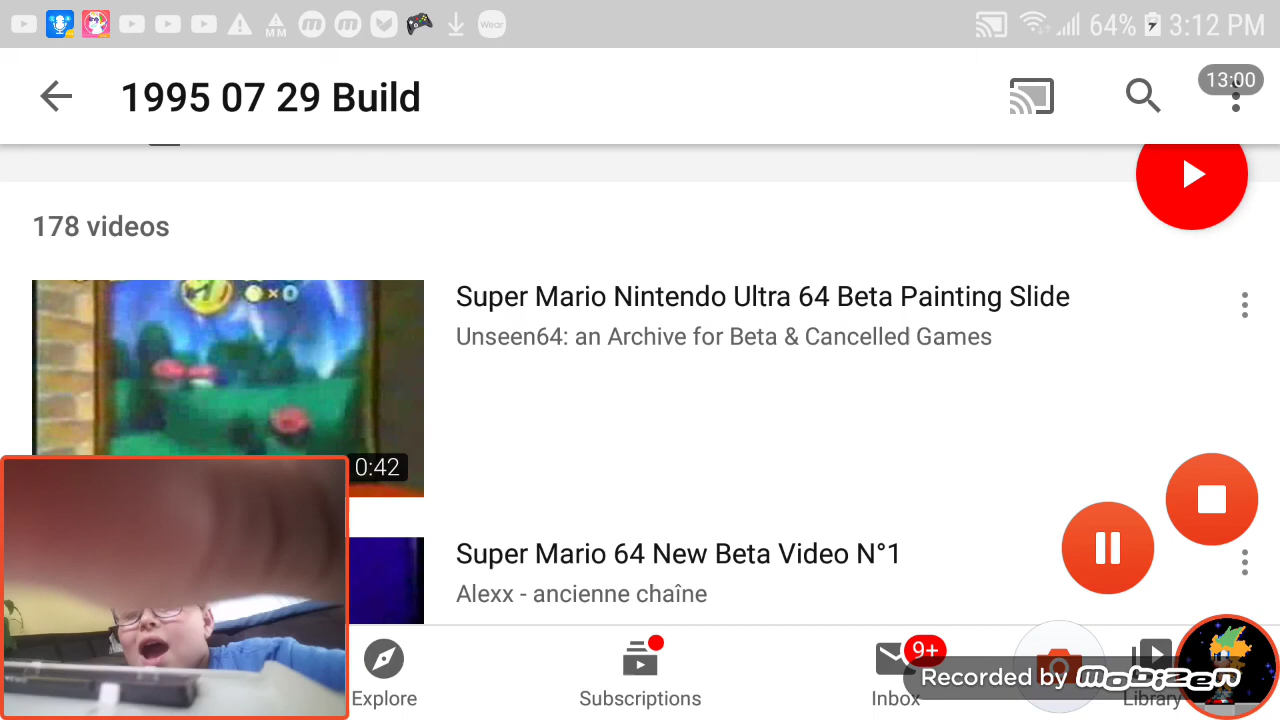 Wear 64% 3:12 PM
1995 07 29 Build
13:00
178 videos
Super Mario Nintendo Ultra 64 Beta Painting Slide
Unseen64: an Archive for Beta & Cancelled Games
0:42
Super Mario 64 New Beta Video N°1
Alexx - ancienne chaîne
9+
Explore
Subscriptions
Inbox
Library
Recorded by mobizen